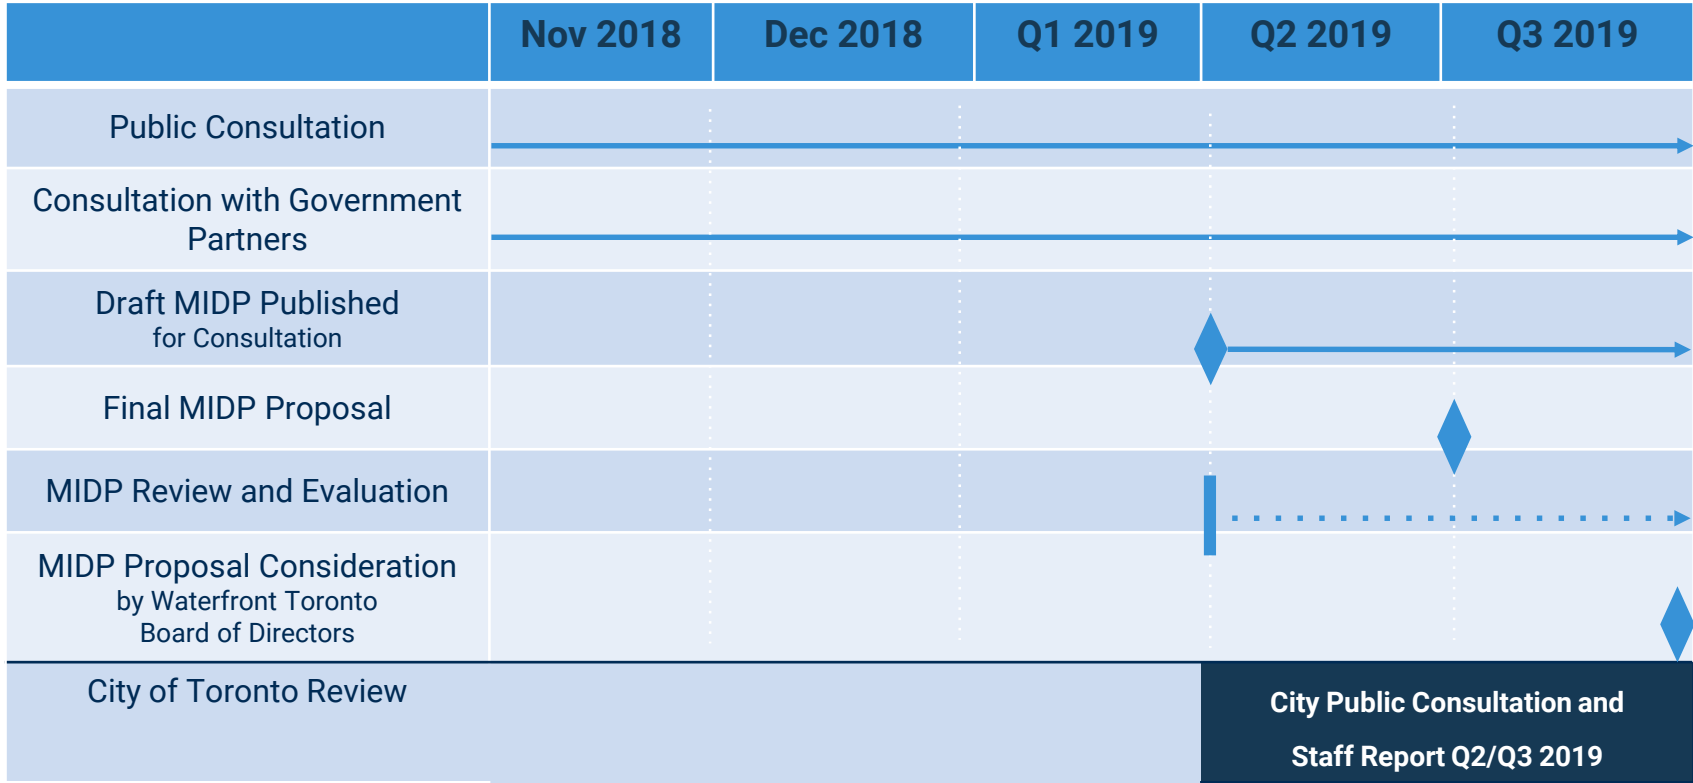 Nov 2018 Dec 2018 Q1 2019 Q2 2019 Q3 2019
Public Consultation
Consultation with Government
Partners
Draft MIDP Published
for Consultation
Final MIDP Proposal
MIDP Review and Evaluation
MIDP Proposal Consideration
by Waterfront Toronto
Board of Directors
City of Toronto Review
City Public Consultation and
Staff Report Q2/Q3 2019